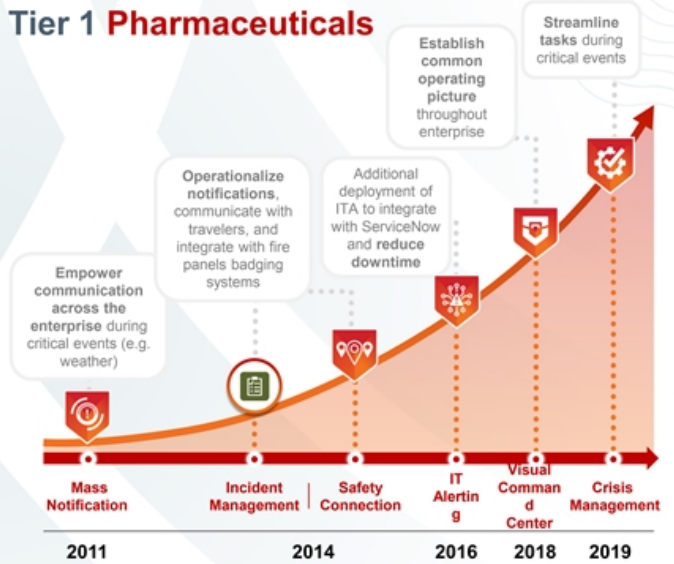 Tier 1 Pharmaceuticals
Streamline
tasks during
critical events
Establish
common
operating
picture
throughout
enterprise
Operationalize
notifications,
communicate with
travelers, and
integrate with fire
panels badging
systems
Additional
deployment of
ITA to integrate
with ServiceNow
and reduce
downtime
Empower
communication
across the
enterprise during
critical events (e.g.
weather)
Mass
Notification
Incident
Management
Safety
Connection
IT
Alertin
g
Visual
Comman
d
Center
Crisis
Management
2011
2014
2016
2018
2019